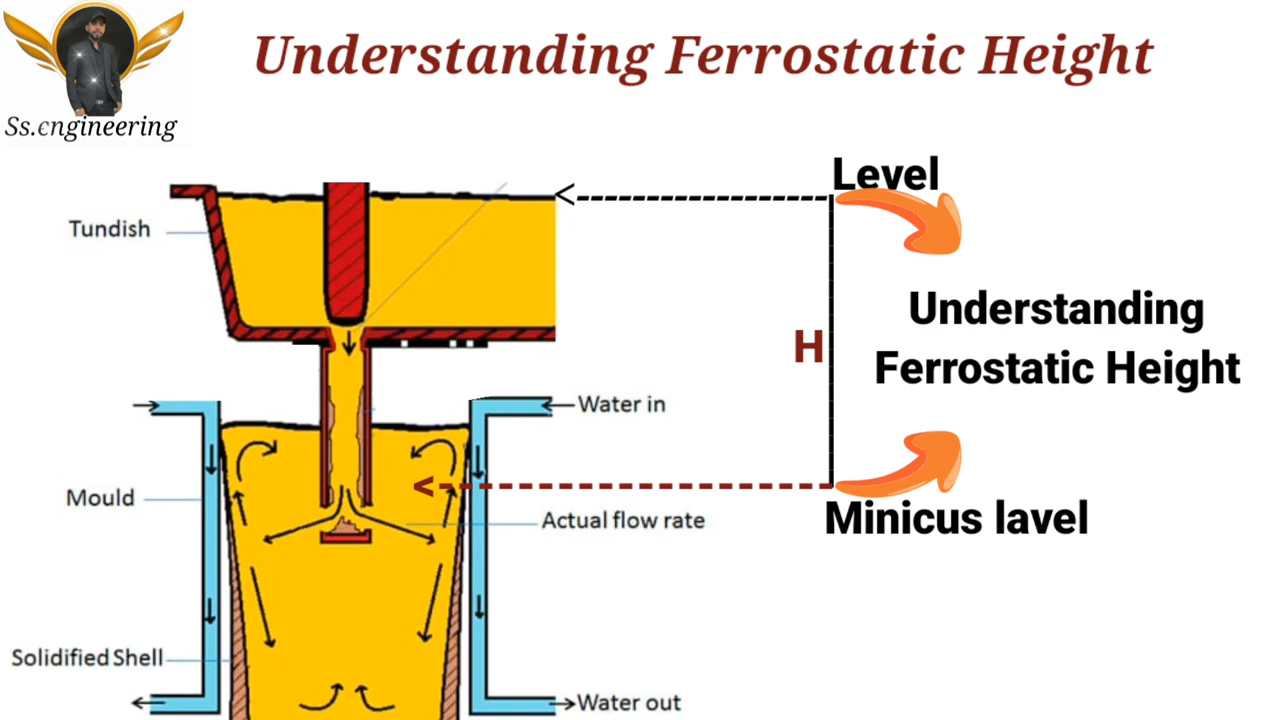 Understanding Ferrostatic Height
Ss.engineering
Level
Tundish
Understanding
H
Ferrostatic Height
Water in
Mould
Minicus lavel
Actual flow rate
Solidified Shell
Water out